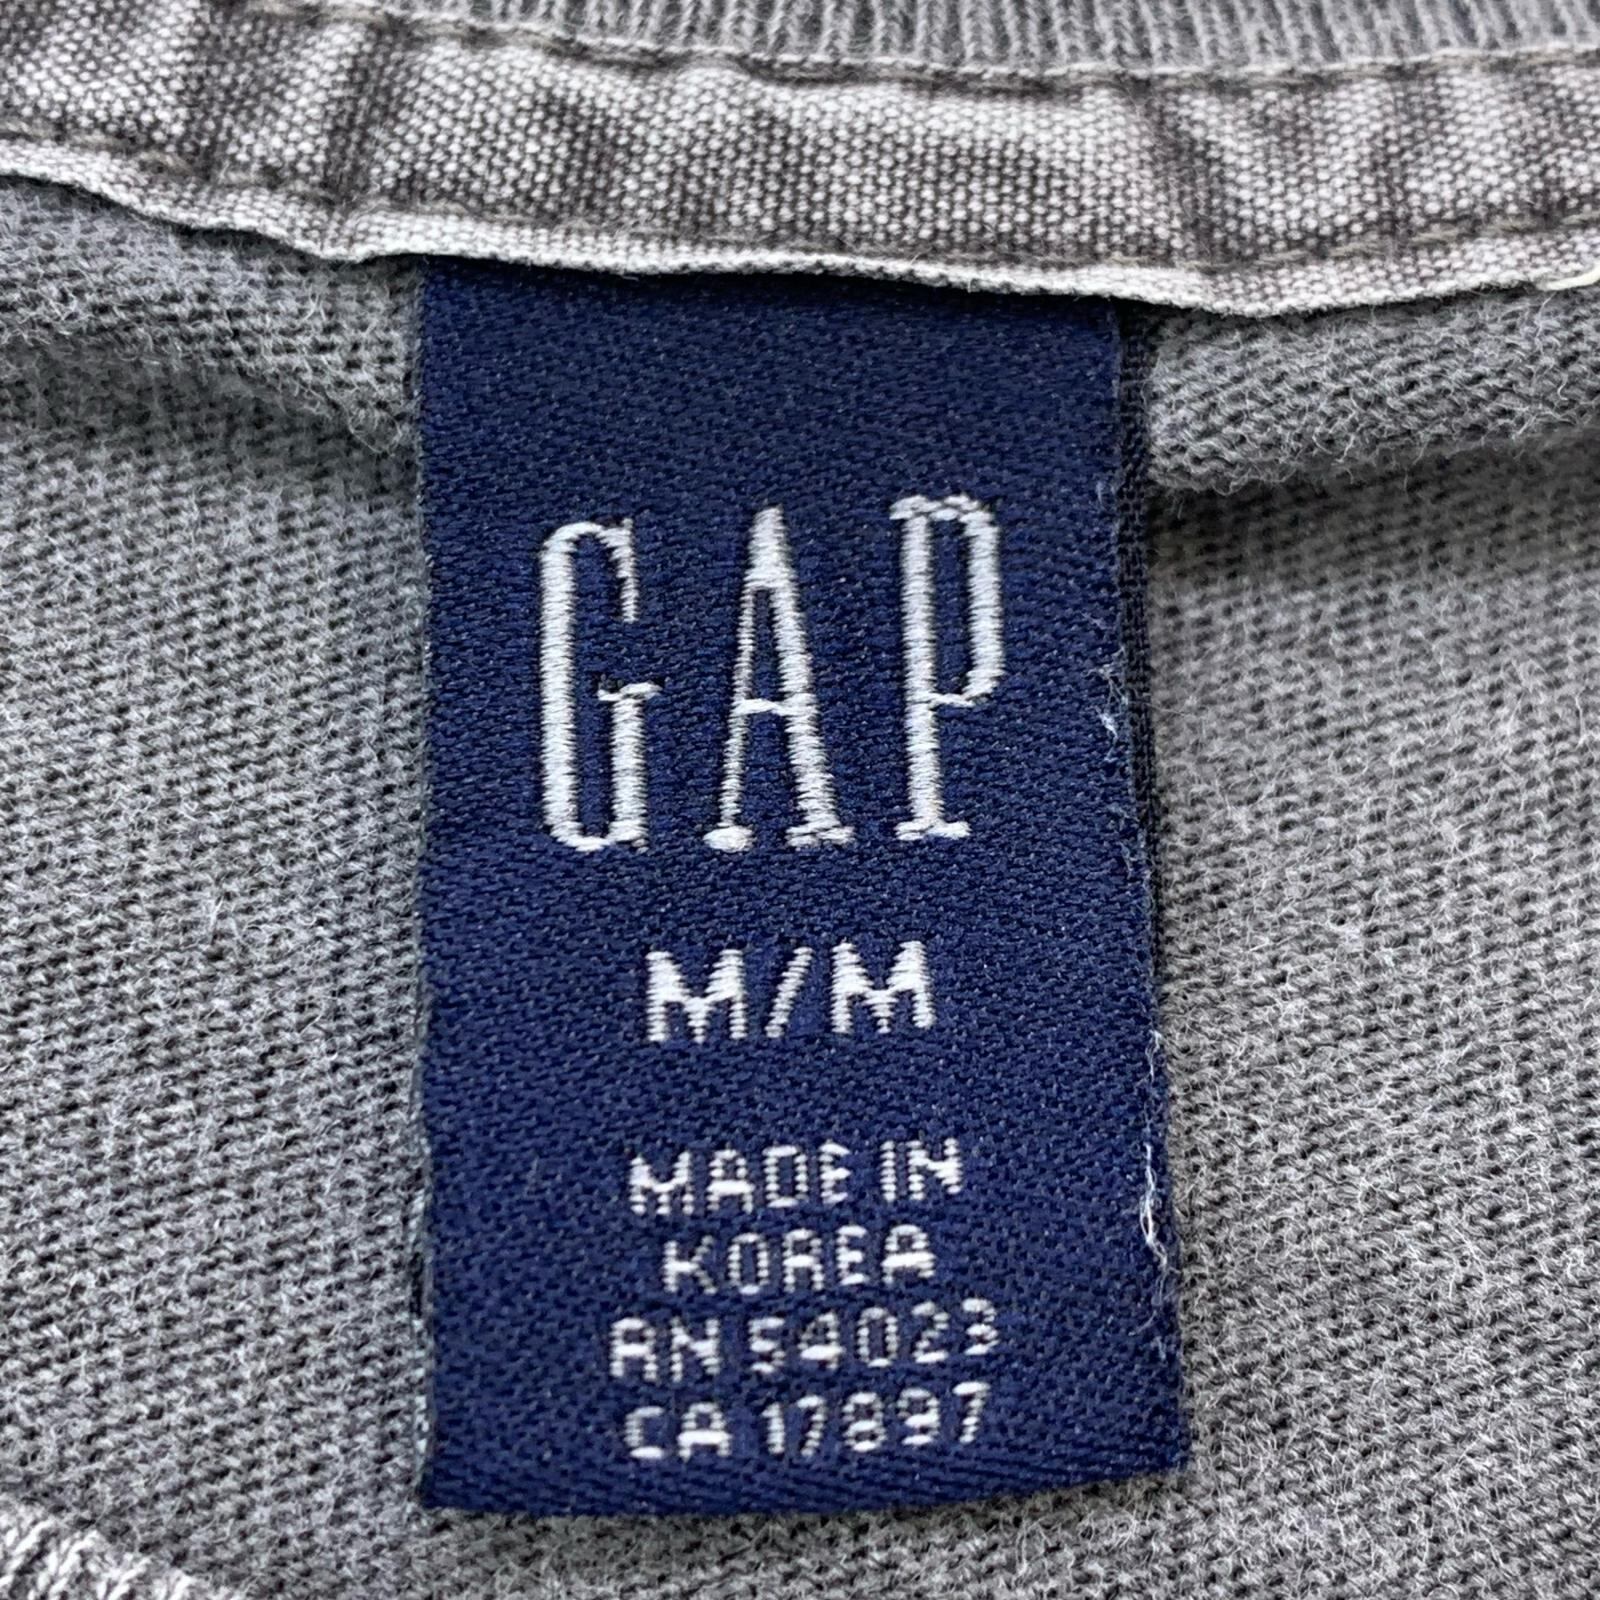 GAP
M/M
MADE IN
KOREA
RN 54023
CA 17897